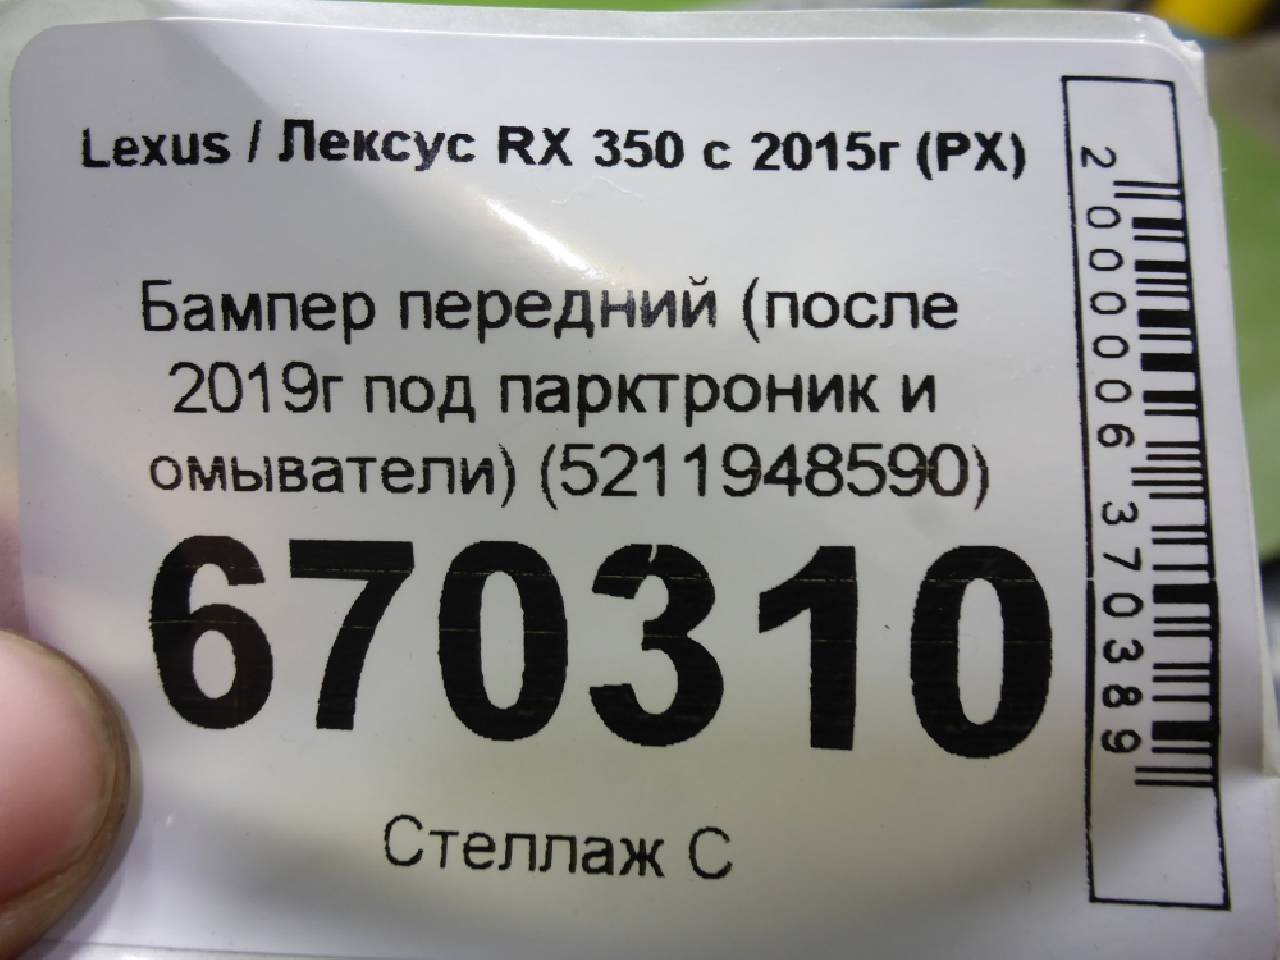 Lexus / Лексус RX 350 с 2015г (РХ)
Бампер передний (после
2019г под парктроник и
омыватели) (5211948590)
670310
Стеллаж С
2000006370389